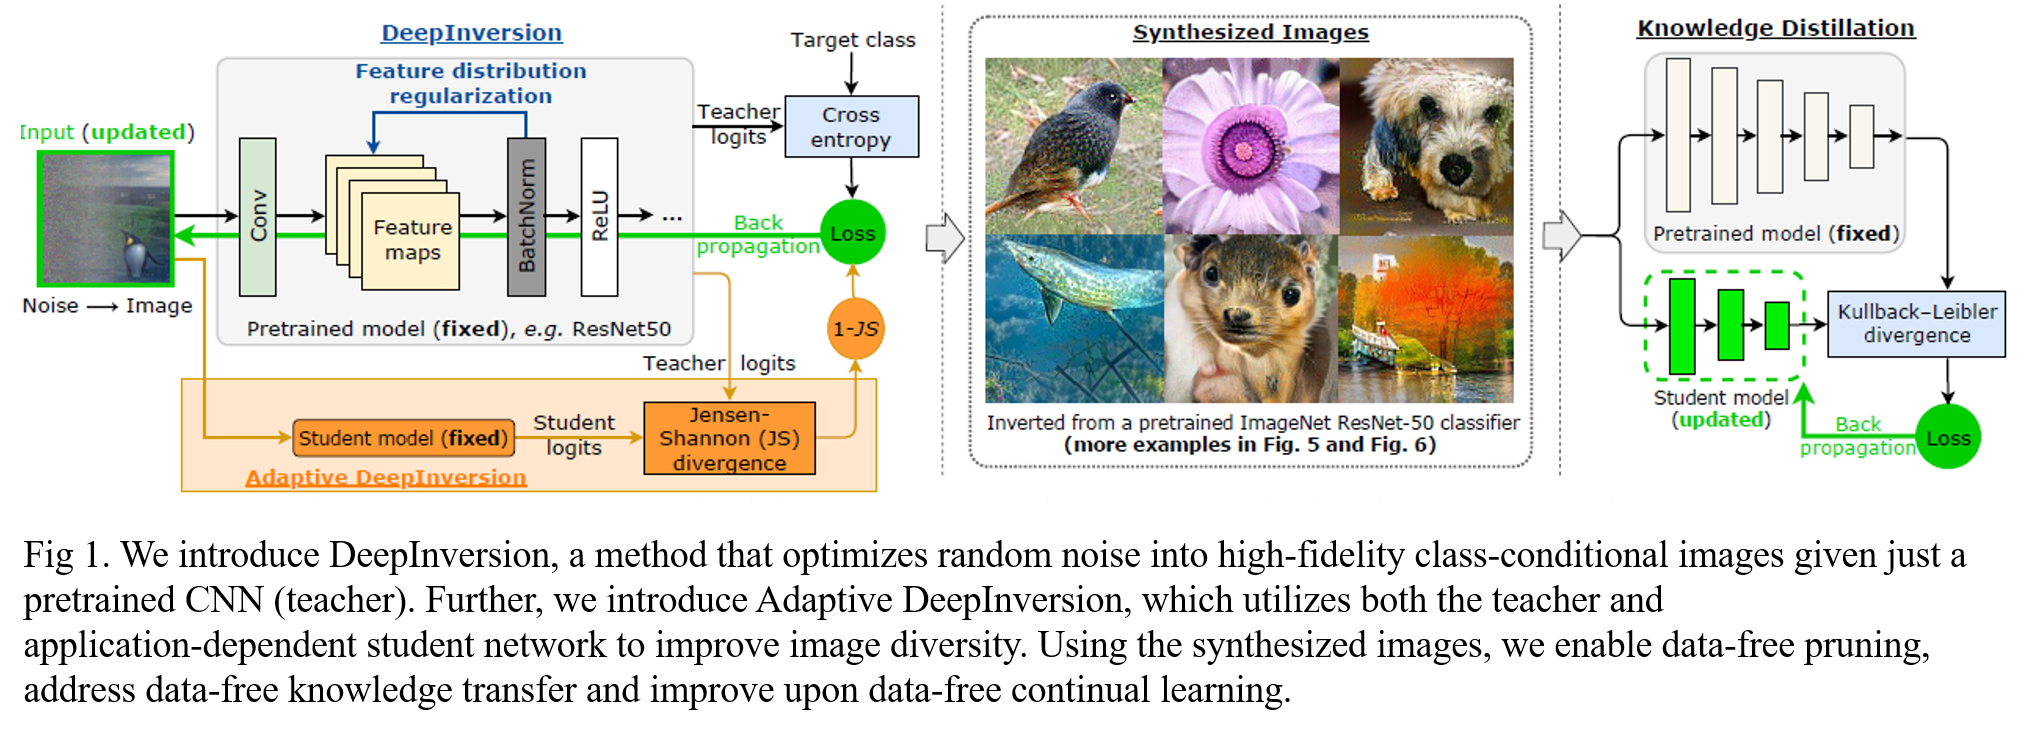 DeepInversion
Feature distribution
regularization
Input (updated)
Noise → Image
Conv
Feature
maps
BatchNorm
ReLU
...
Pretrained model (fixed), e.g. ResNet50
Target class
Teacher
logits
Cross
entropy
Back
propagation
Loss
1-JS
Teacher logits
Student model (fixed)
Student
logits
Jensen-
Shannon (JS)
divergence
Adaptive DeepInversion
Synthesized Images
Inverted from a pretrained ImageNet ResNet-50 classifier
(more examples in Fig. 5 and Fig. 6)
Knowledge Distillation
Pretrained model (fixed)
Student model
(updated)
Kullback–Leibler
divergence
Back
propagation
Loss
Fig 1. We introduce DeepInversion, a method that optimizes random noise into high-fidelity class-conditional images given just a
pretrained CNN (teacher). Further, we introduce Adaptive DeepInversion, which utilizes both the teacher and
application-dependent student network to improve image diversity. Using the synthesized images, we enable data-free pruning,
address data-free knowledge transfer and improve upon data-free continual learning.